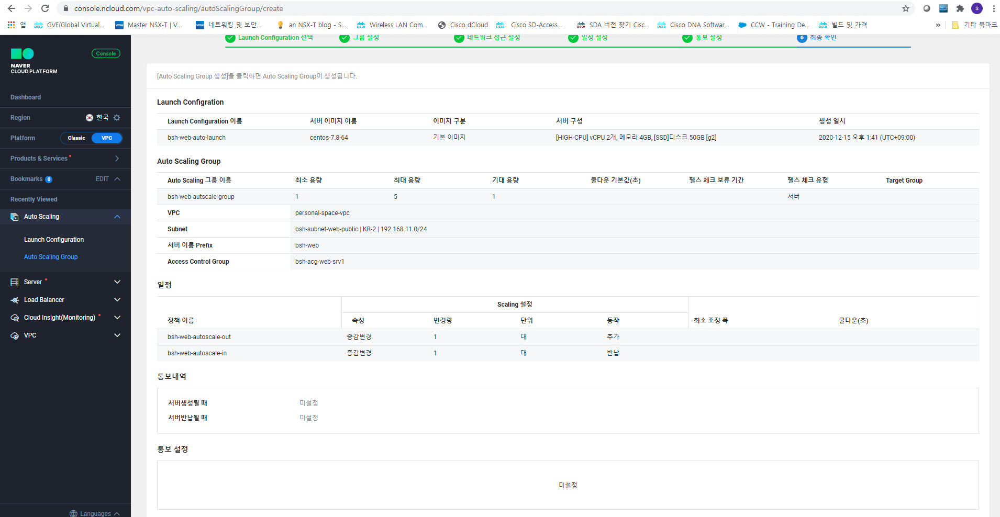 console.ncloud.com/vpc-auto-scaling/autoScalingGroup/create
S
앱
GVE(Global Virtual...
Master NSX-T | V...
네트워킹 및 보안...
an NSX-T blog - S...
Wireless LAN Com...
Cisco dCloud
Cisco SD-Access...
SDA 버전 찾기 Cisc...
Cisco DNA Softwar...
CCW - Training De...
빌드 및 가격
»
기타 북마크
NAVER
CLOUD PLATFORM
Console
Dashboard
Region 한국
Platform Classic VPC
Products & Services
Bookmarks 0 EDIT
Recently Viewed
Auto Scaling
Launch Configuration
Auto Scaling Group
Server
Load Balancer
Cloud Insight(Monitoring)
VPC
Languages
Launch Configuration 선택 그룹 설정 네트워크 접근 설정 일정 설정 통보 설정 6 최종 확인
[Auto Scaling Group 생성]을 클릭하면 Auto Scaling Group이 생성됩니다.
Launch Configration
Launch Configuration 이름 서버 이미지 이름 이미지 구분 서버 구성 생성 일시
bsh-web-auto-launch centos-7.8-64 기본 이미지 [HIGH-CPU] vCPU 2개, 메모리 4GB, [SSD]디스크 50GB [g2] 2020-12-15 오후 1:41 (UTC+09:00)
Auto Scaling Group
Auto Scaling 그룹 이름 최소 용량 최대 용량 기대 용량 쿨다운 기본값(초) 헬스 체크 보류 기간 헬스 체크 유형 Target Group
bsh-web-autscale-group 1 5 1 서버
VPC personal-space-vpc
Subnet bsh-subnet-web-public | KR-2 | 192.168.11.0/24
서버 이름 Prefix bsh-web
Access Control Group bsh-acg-web-srv1
일정
Scaling 설정
정책 이름 속성 변경량 단위 동작 최소 조정 폭 쿨다운(초)
bsh-web-autoscale-out 증감변경 1 대 추가
bsh-web-autoscale-in 증감변경 1 대 반납
통보내역
서버생성될 때 미설정
서버반납될 때 미설정
통보 설정
미설정